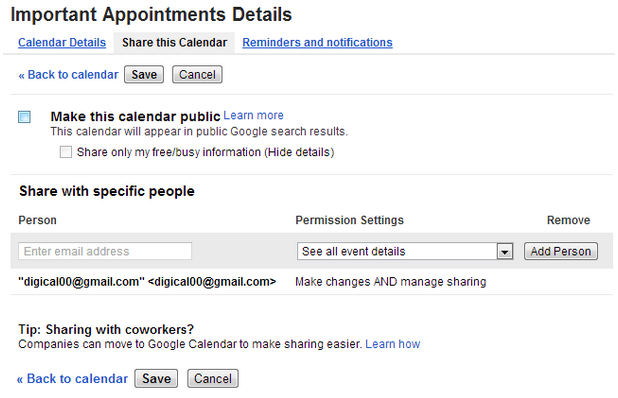 Important Appointments Details
Calendar Details Share this Calendar Reminders and notifications
« Back to calendar Save Cancel
Make this calendar public Learn more
This calendar will appear in public Google search results.
Share only my free/busy information (Hide details)
Share with specific people
Person Permission Settings Remove
Enter email address See all event details Add Person
"digical00@gmail.com" <digical00@gmail.com> Make changes AND manage sharing
Tip: Sharing with coworkers?
Companies can move to Google Calendar to make sharing easier. Learn how
« Back to calendar Save Cancel